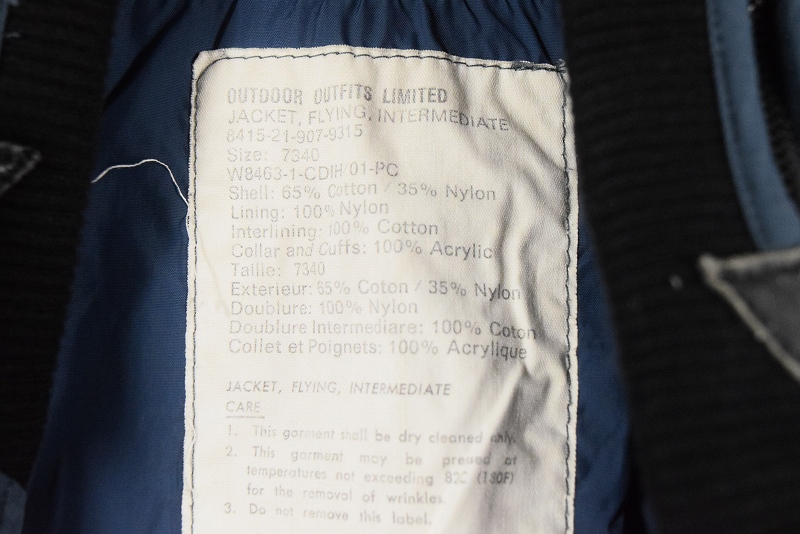 OUTDOOR OUTFITS LIMITED
JACKET, FLYING, INTERMEDIATE
8415-21-907-9315
Size: 7340
W8463-1-CDIH/01-PC
Shell: 65% Cotton / 35% Nylon
Lining: 100% Nylon
Interlining: 100% Cotton
Collar and Cuffs: 100% Acrylic
Taille: 7340
Exterieur: 65% Coton / 35% Nylon
Doublure: 100% Nylon
Doublure Intermediare: 100% Coton
Collet et Poignets: 100% Acrylique
JACKET, FLYING, INTERMEDIATE
CARE
1. This garment shall be dry cleaned only.
2. This garment may be pressed at
temperatures not exceeding 82C (180F)
for the removal of wrinkles.
3. Do not remove this label.